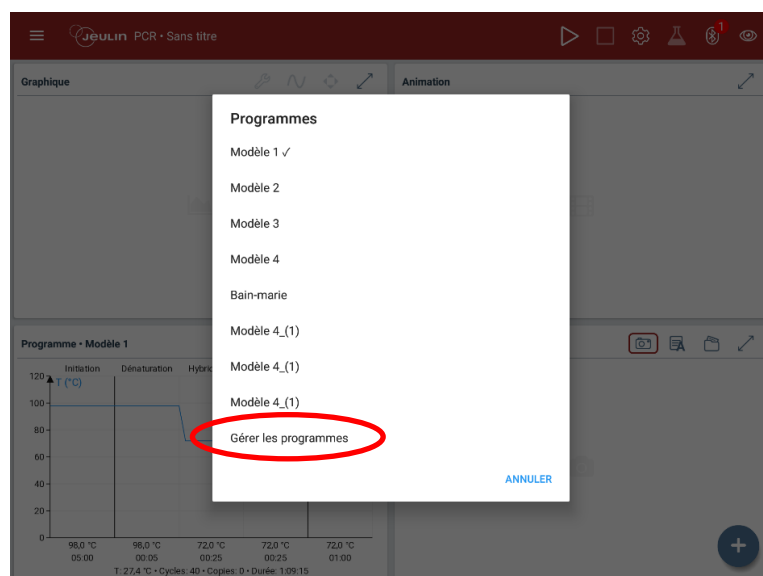 Jeulin PCR • Sans titre
1
Graphique
Animation
Programmes
Modèle 1 ✓
Modèle 2
Modèle 3
Modèle 4
Bain-marie
Modèle 4_(1)
Modèle 4_(1)
Modèle 4_(1)
Gérer les programmes
ANNULER
Programme • Modèle 1
Initiation Dénaturation
T (°C)
120
100
80
60
40
20
0
98,0 °C 98,0 °C 72,0 °C 72,0 °C 72,0 °C
05:00 00:05 00:25 00:25 01:00
T: 27,4 °C • Cycles: 40 • Copies: 0 • Durée: 1:09:15